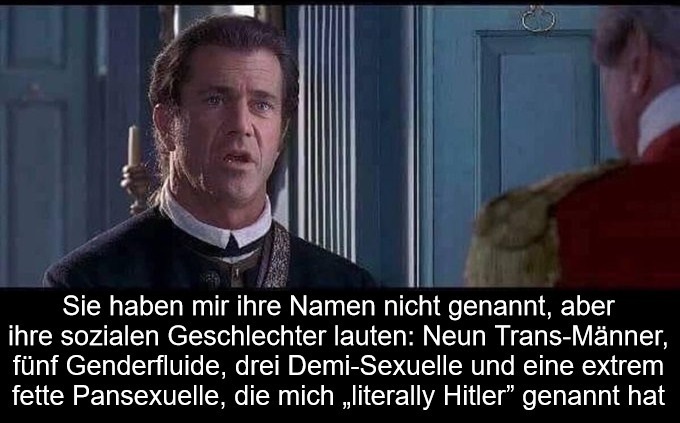 Sie haben mir ihre Namen nicht genannt, aber
ihre sozialen Geschlechter lauten: Neun Trans-Männer,
fünf Genderfluide, drei Demi-Sexuelle und eine extrem
fette Pansexuelle, die mich „literally Hitler” genannt hat